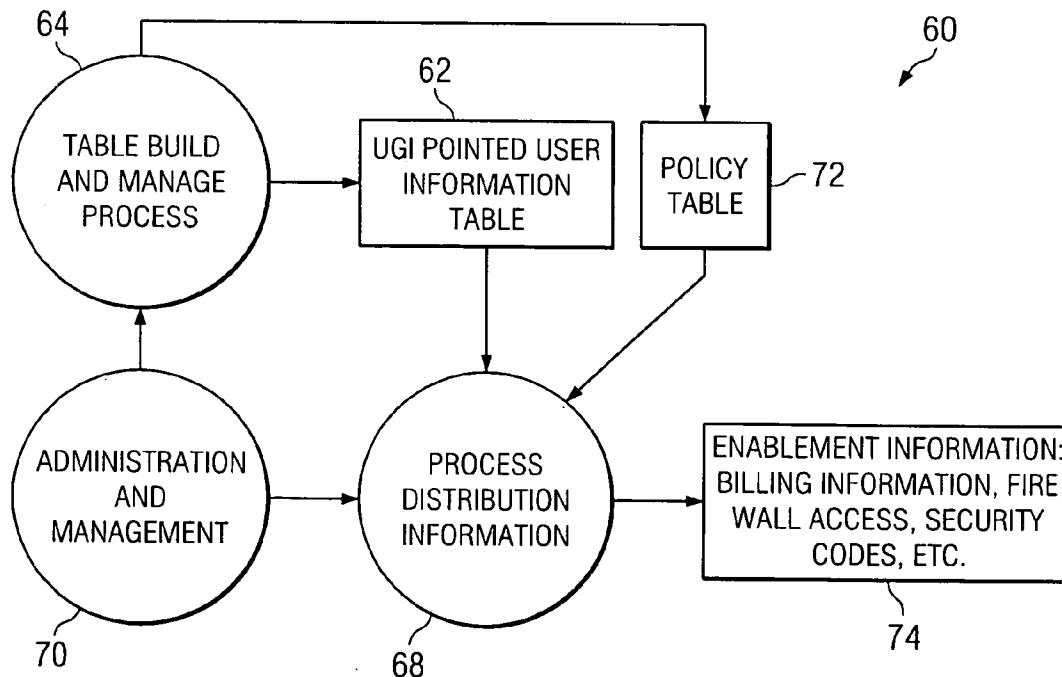 64
60
62
TABLE BUILD
AND MANAGE
PROCESS
UGI POINTED USER
INFORMATION
TABLE
POLICY
TABLE
72
ADMINISTRATION
AND
MANAGEMENT
PROCESS
DISTRIBUTION
INFORMATION
ENABLEMENT INFORMATION:
BILLING INFORMATION, FIRE
WALL ACCESS, SECURITY
CODES, ETC.
70
68
74